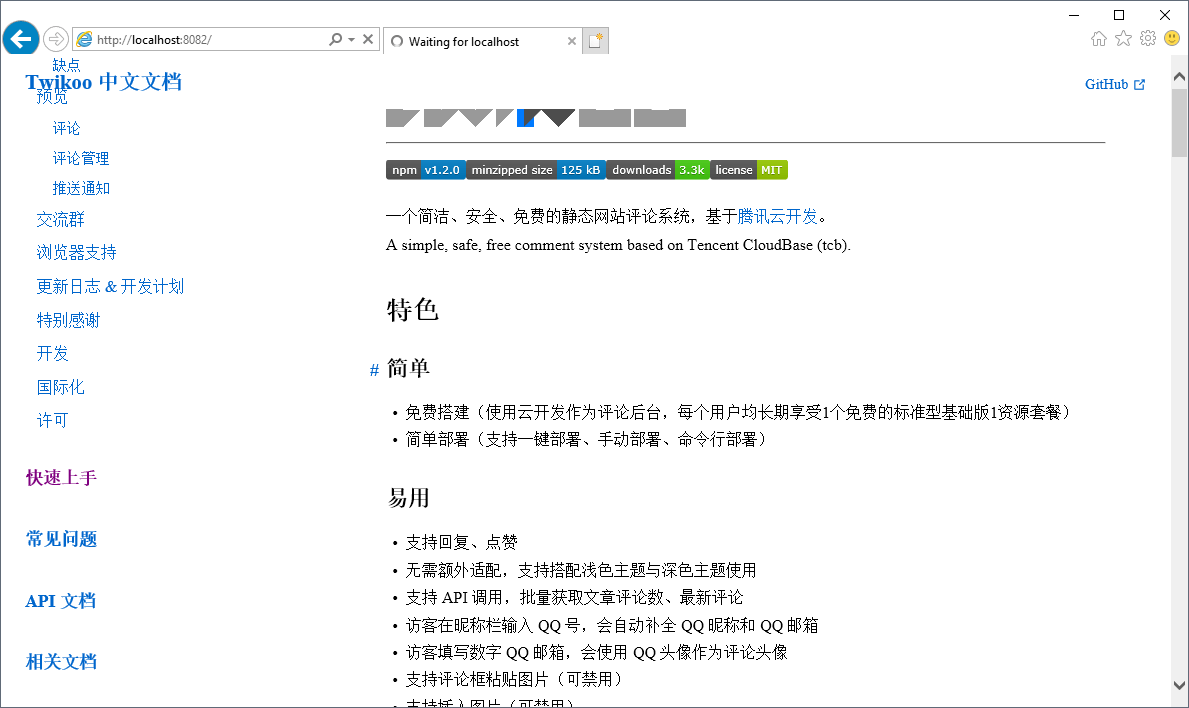 http://localhost:8082/
Waiting for localhost
缺点
Twikoo 中文文档
GitHub
预览
评论
评论管理
推送通知
交流群
浏览器支持
更新日志 & 开发计划
特别感谢
开发
国际化
许可
快速上手
常见问题
API 文档
相关文档
npm v1.2.0 minzipped size 125 kB downloads 3.3k license MIT
一个简洁、安全、免费的静态网站评论系统，基于腾讯云开发。
A simple, safe, free comment system based on Tencent CloudBase (tcb).
特色
# 简单
• 免费搭建（使用云开发作为评论后台，每个用户均长期享受1个免费的标准型基础版1资源套餐）
• 简单部署（支持一键部署、手动部署、命令行部署）
易用
• 支持回复、点赞
• 无需额外适配，支持搭配浅色主题与深色主题使用
• 支持 API 调用，批量获取文章评论数、最新评论
• 访客在昵称栏输入 QQ 号，会自动补全 QQ 昵称和 QQ 邮箱
• 访客填写数字 QQ 邮箱，会使用 QQ 头像作为评论头像
• 支持评论框粘贴图片（可禁用）
• 支持插入图片（可禁用）